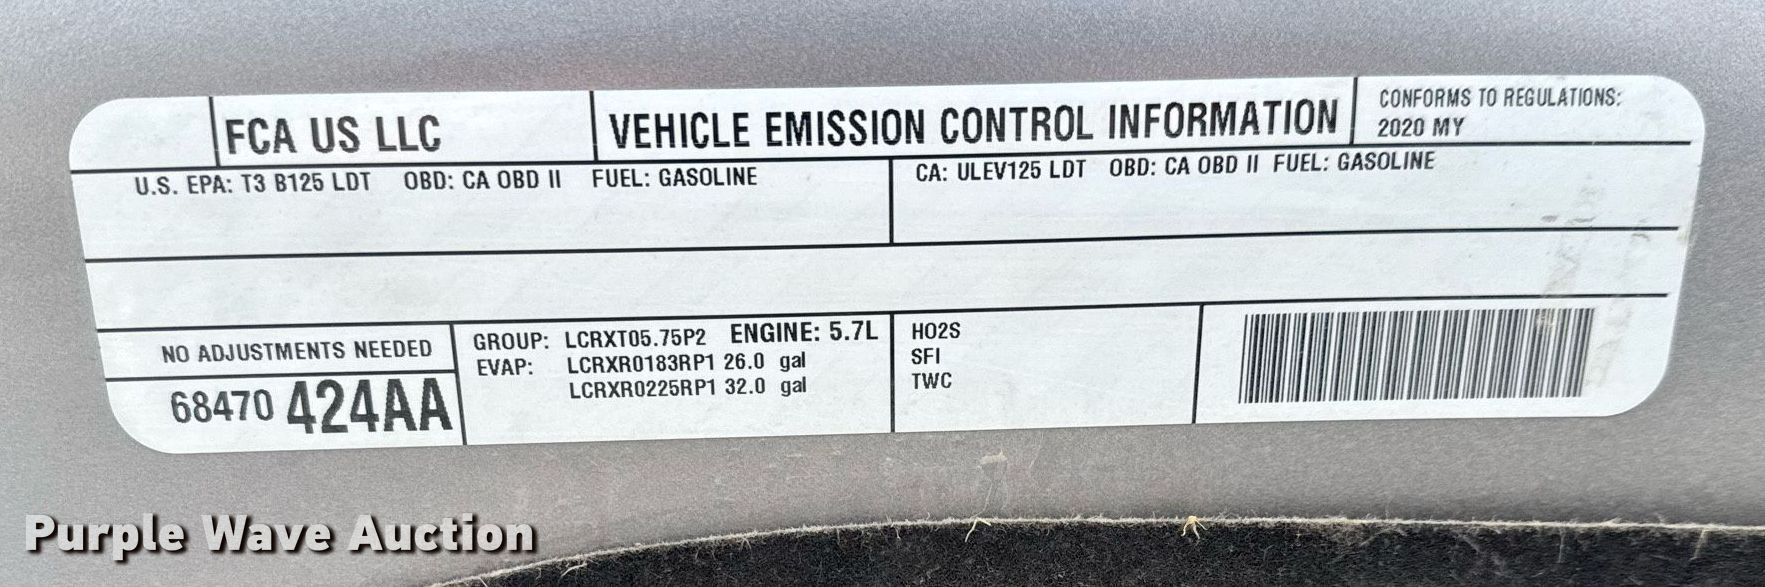 FCA US LLC
VEHICLE EMISSION CONTROL INFORMATION
CONFORMS TO REGULATIONS:
2020 MY
U.S. EPA: T3 B125 LDT OBD: CA OBD II FUEL: GASOLINE
CA: ULEV125 LDT OBD: CA OBD II FUEL: GASOLINE
NO ADJUSTMENTS NEEDED
68470 424AA
GROUP: LCRXT05.75P2 ENGINE: 5.7L
EVAP: LCRXR0183RP1 26.0 gal
LCRXR0225RP1 32.0 gal
HO2S
SFI
TWC
Purple Wave Auction